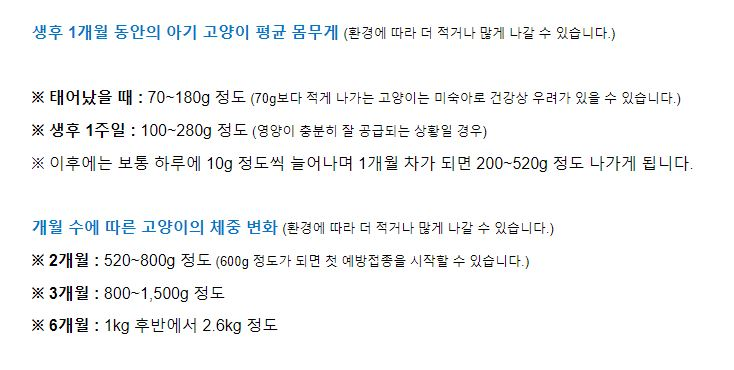 생후 1개월 동안의 아기 고양이 평균 몸무게 (환경에 따라 더 적거나 많게 나갈 수 있습니다.)
※ 태어났을 때 : 70~180g 정도 (70g보다 적게 나가는 고양이는 미숙아로 건강상 우려가 있을 수 있습니다.)
※ 생후 1주일 : 100~280g 정도 (영양이 충분히 잘 공급되는 상황일 경우)
※ 이후에는 보통 하루에 10g 정도씩 늘어나며 1개월 차가 되면 200~520g 정도 나가게 됩니다.
개월 수에 따른 고양이의 체중 변화 (환경에 따라 더 적거나 많게 나갈 수 있습니다.)
※ 2개월 : 520~800g 정도 (600g 정도가 되면 첫 예방접종을 시작할 수 있습니다.)
※ 3개월 : 800~1,500g 정도
※ 6개월 : 1kg 후반에서 2.6kg 정도